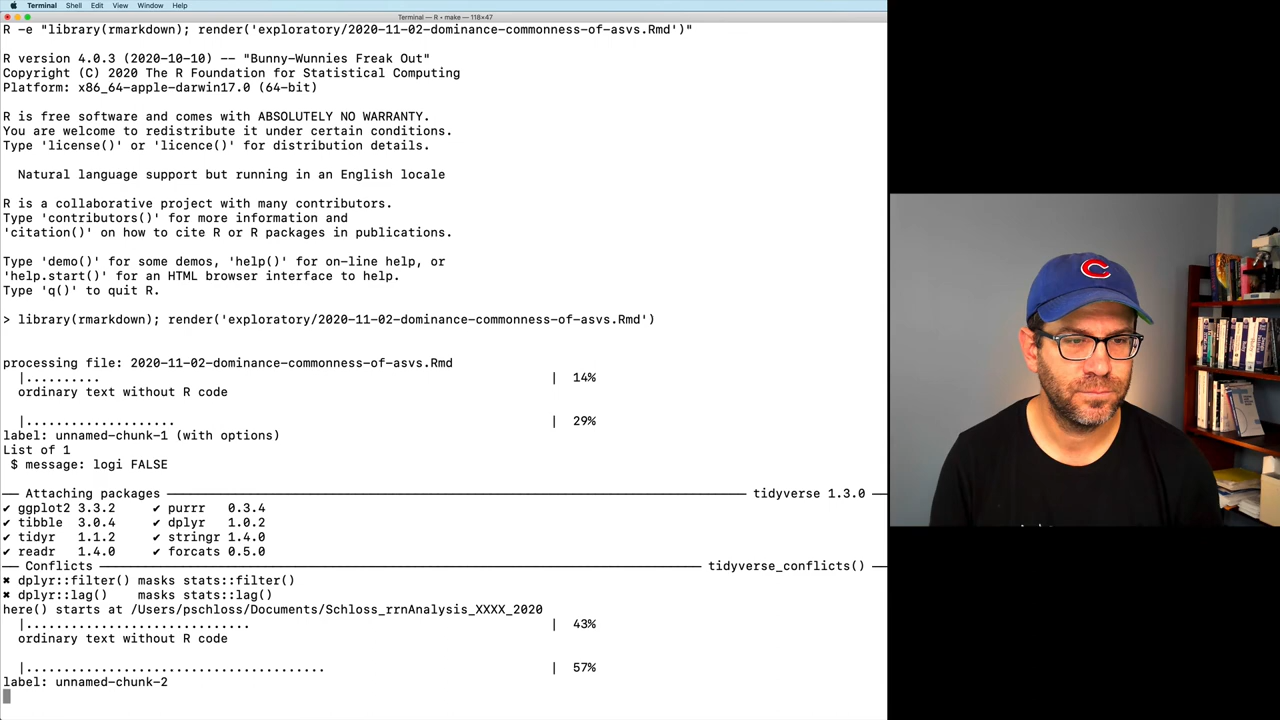 Terminal Shell Edit View Window Help
Terminal — R • make — 118×47
R -e "library(rmarkdown); render('exploratory/2020-11-02-dominance-commonness-of-asvs.Rmd')"
R version 4.0.3 (2020-10-10) -- "Bunny-Wunnies Freak Out"
Copyright (C) 2020 The R Foundation for Statistical Computing
Platform: x86_64-apple-darwin17.0 (64-bit)
R is free software and comes with ABSOLUTELY NO WARRANTY.
You are welcome to redistribute it under certain conditions.
Type 'license()' or 'licence()' for distribution details.
Natural language support but running in an English locale
R is a collaborative project with many contributors.
Type 'contributors()' for more information and
'citation()' on how to cite R or R packages in publications.
Type 'demo()' for some demos, 'help()' for on-line help, or
'help.start()' for an HTML browser interface to help.
Type 'q()' to quit R.
> library(rmarkdown); render('exploratory/2020-11-02-dominance-commonness-of-asvs.Rmd')
processing file: 2020-11-02-dominance-commonness-of-asvs.Rmd
|.......... | 14%
ordinary text without R code
|.................... | 29%
label: unnamed-chunk-1 (with options)
List of 1
$ message: logi FALSE
── Attaching packages ── tidyverse 1.3.0 ──
✔ ggplot2 3.3.2 ✔ purrr 0.3.4
✔ tibble 3.0.4 ✔ dplyr 1.0.2
✔ tidyr 1.1.2 ✔ stringr 1.4.0
✔ readr 1.4.0 ✔ forcats 0.5.0
── Conflicts ── tidyverse_conflicts() ──
✖ dplyr::filter() masks stats::filter()
✖ dplyr::lag() masks stats::lag()
here() starts at /Users/pschloss/Documents/Schloss_rrnAnalysis_XXXX_2020
|.............................. | 43%
ordinary text without R code
|........................................ | 57%
label: unnamed-chunk-2
C